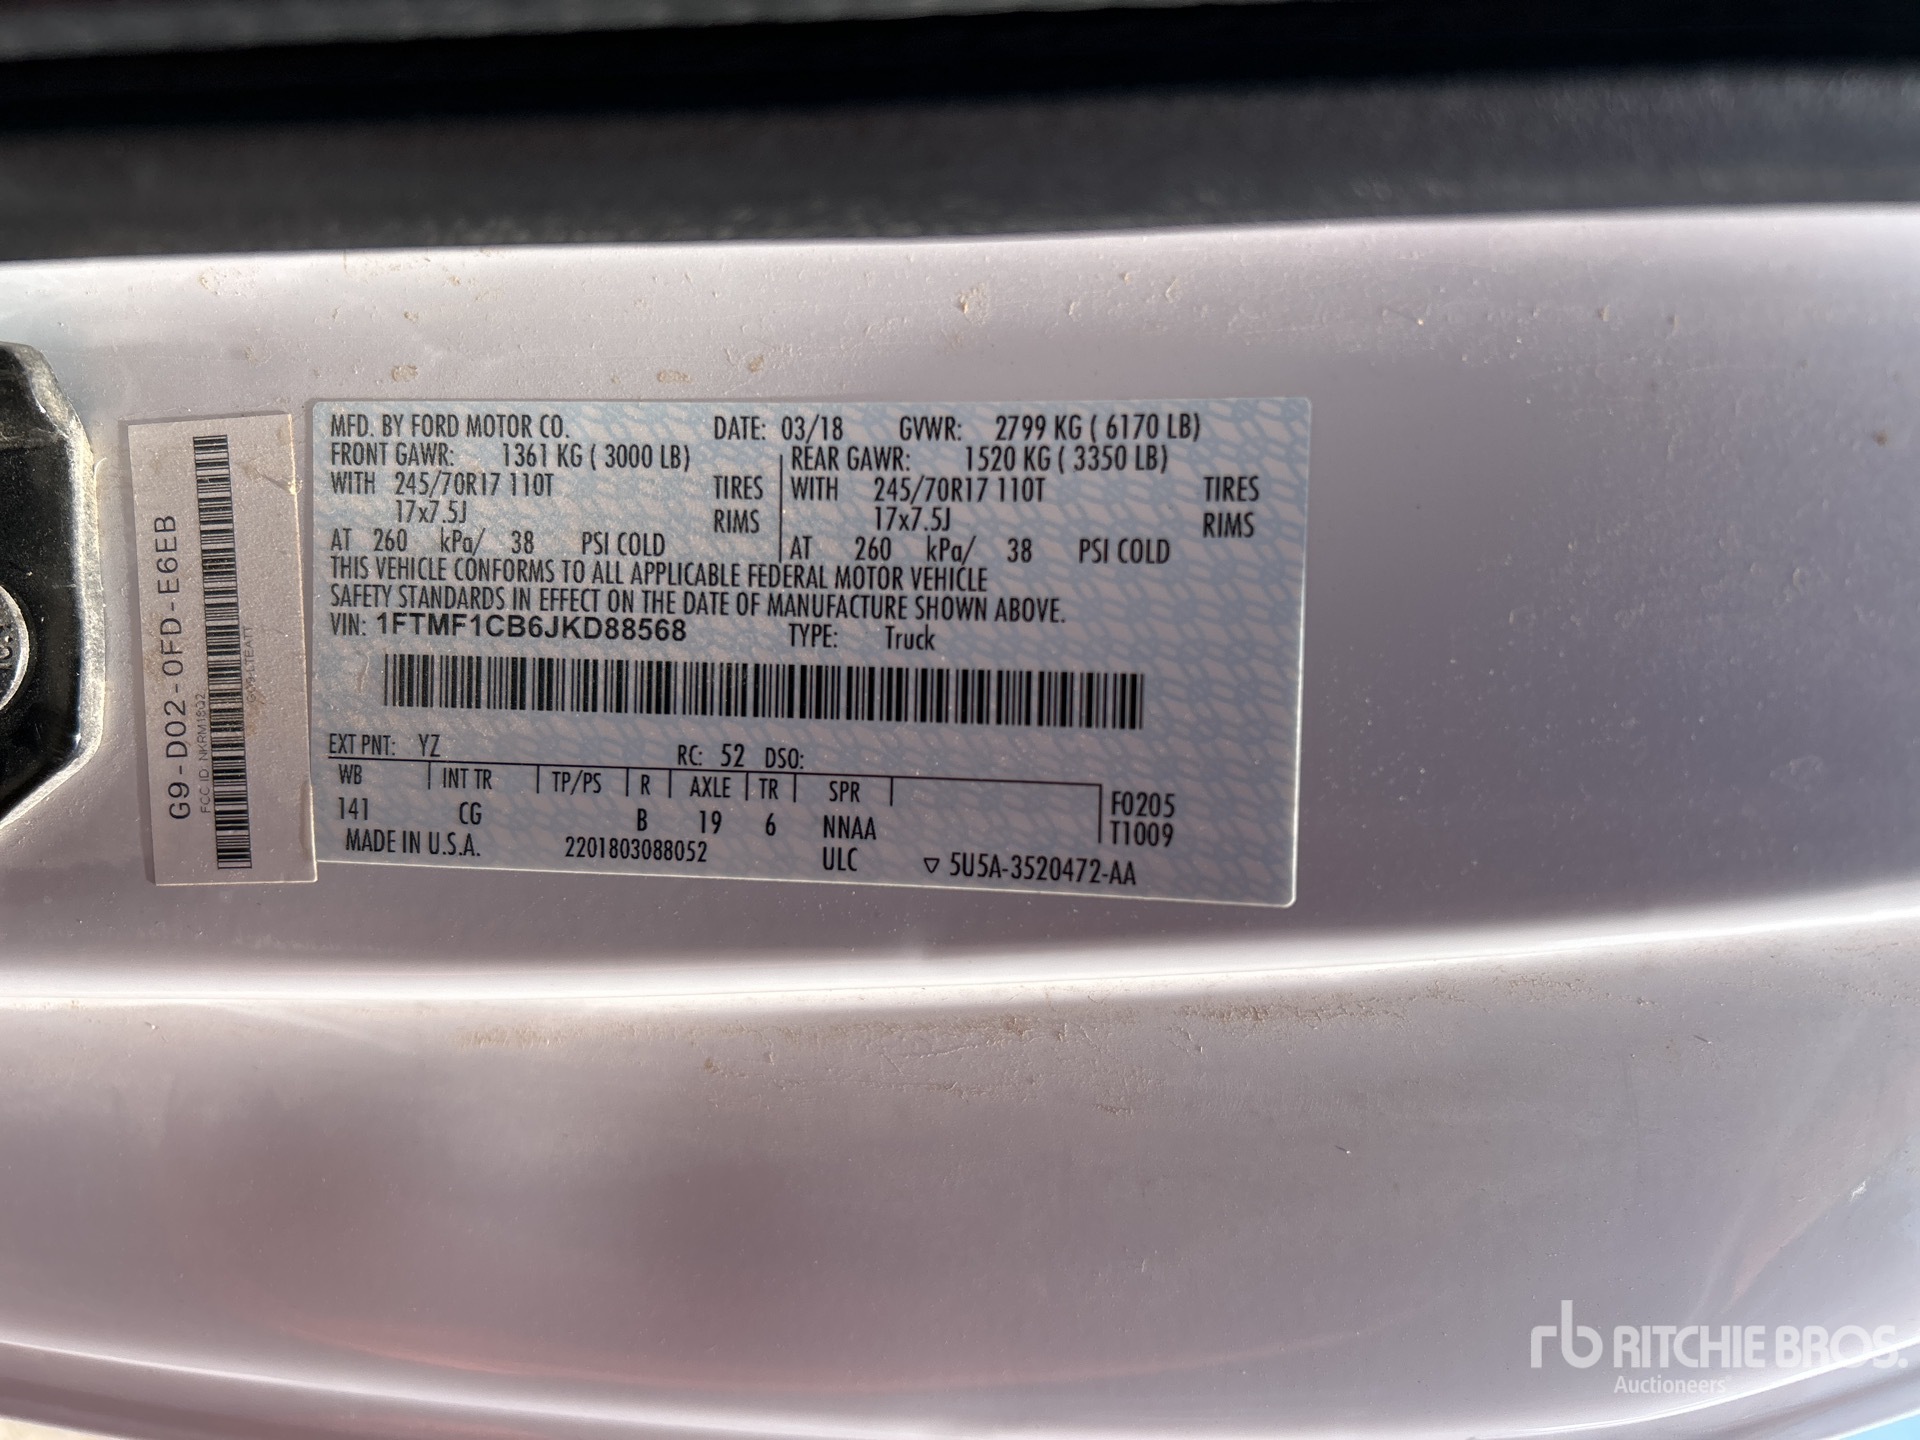 G9-D02-0FD-E6EB
FCC ID: NKRM18Q2
MFD. BY FORD MOTOR CO. DATE: 03/18 GVWR: 2799 KG ( 6170 LB)
FRONT GAWR: 1361 KG ( 3000 LB) REAR GAWR: 1520 KG ( 3350 LB)
WITH 245/70R17 110T TIRES WITH 245/70R17 110T TIRES
17x7.5J RIMS 17x7.5J RIMS
AT 260 kPa/ 38 PSI COLD AT 260 kPa/ 38 PSI COLD
THIS VEHICLE CONFORMS TO ALL APPLICABLE FEDERAL MOTOR VEHICLE
SAFETY STANDARDS IN EFFECT ON THE DATE OF MANUFACTURE SHOWN ABOVE.
VIN: 1FTMF1CB6JKD88568 TYPE: Truck
EXT PNT: YZ RC: 52 DSO:
WB INT TR TP/PS R AXLE TR SPR F0205
141 CG B 19 6 NNAA T1009
MADE IN U.S.A. 2201803088052 ULC ▽ 5U5A-3520472-AA
rb RITCHIE BROS.
Auctioneers